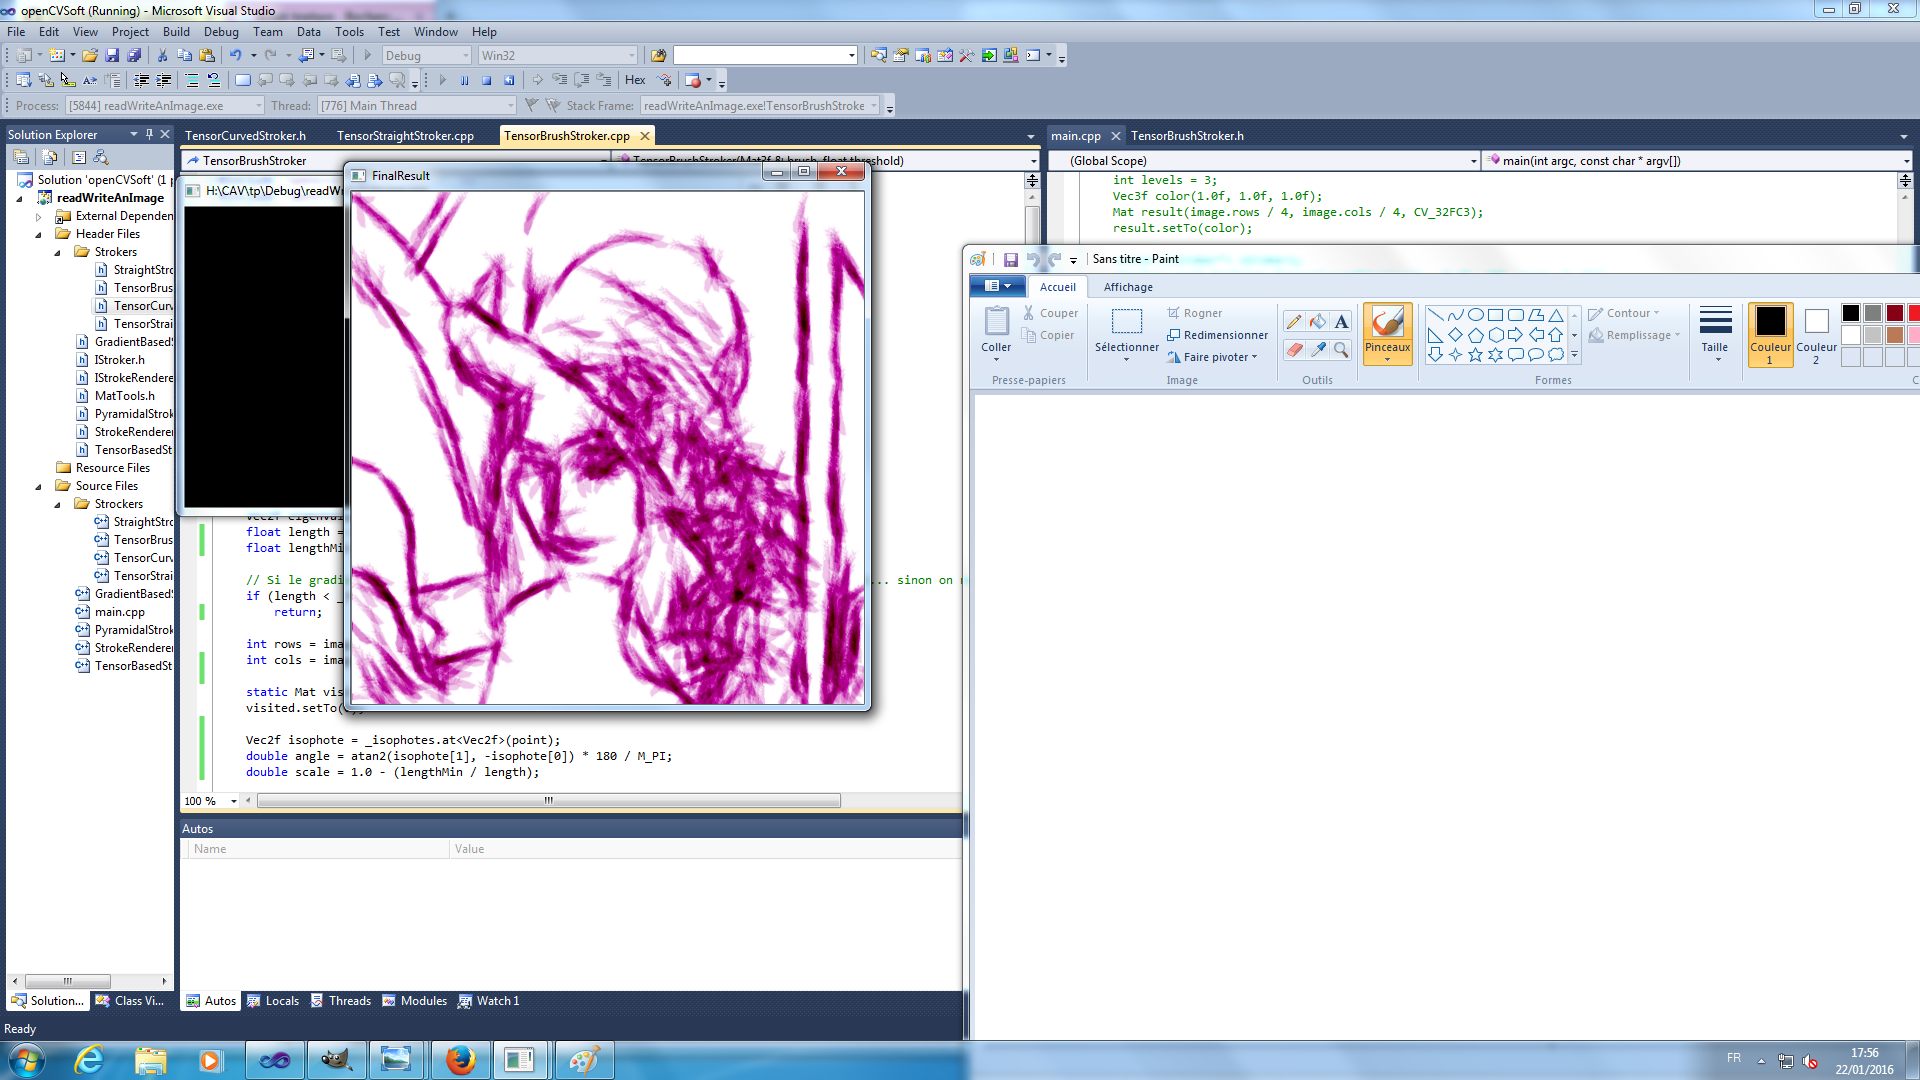 openCVSoft (Running) - Microsoft Visual Studio
File Edit View Project Build Debug Team Data Tools Test Window Help
Debug Win32
Hex
Process: [5844] readWriteAnImage.exe Thread: [776] Main Thread Stack Frame: readWriteAnImage.exe!TensorBrushStroke
Solution Explorer
TensorCurvedStroker.h TensorStraightStroker.cpp TensorBrushStroker.cpp
main.cpp TensorBrushStroker.h
TensorBrushStroker
TensorBrushStroker(Mat3f & brush, float threshold)
(Global Scope) main(int argc, const char * argv[])
Solution 'openCVSoft' (1 p
readWriteAnImage
External Dependen
Header Files
Strokers
StraightStro
TensorBrus
TensorCurv
TensorStrai
GradientBasedS
IStroker.h
IStrokeRendere
MatTools.h
PyramidalStrok
StrokeRenderer
TensorBasedSt
Resource Files
Source Files
Strockers
StraightStro
TensorBrus
TensorCurv
TensorStrai
GradientBasedS
main.cpp
PyramidalStrok
StrokeRenderer
TensorBasedSt
H:\CAV\tp\Debug\readWr
FinalResult
int levels = 3;
Vec3f color(1.0f, 1.0f, 1.0f);
Mat result(image.rows / 4, image.cols / 4, CV_32FC3);
result.setTo(color);
float length =
float lengthMi
// Si le gradi
... sinon on
if (length < _
return;
int rows = ima
int cols = ima
static Mat vis
visited.setTo(
Vec2f isophote = _isophotes.at<Vec2f>(point);
double angle = atan2(isophote[1], -isophote[0]) * 180 / M_PI;
double scale = 1.0 - (lengthMin / length);
100 %
Autos
Name Value
Solution... Class Vi...
Autos Locals Threads Modules Watch 1
Ready
Sans titre - Paint
Accueil Affichage
Coller
Couper
Copier
Presse-papiers
Sélectionner
Rogner
Redimensionner
Faire pivoter
Image
A
Outils
Pinceaux
Formes
Contour
Remplissage
Taille
Couleur 1
Couleur 2
C
FR
17:56
22/01/2016